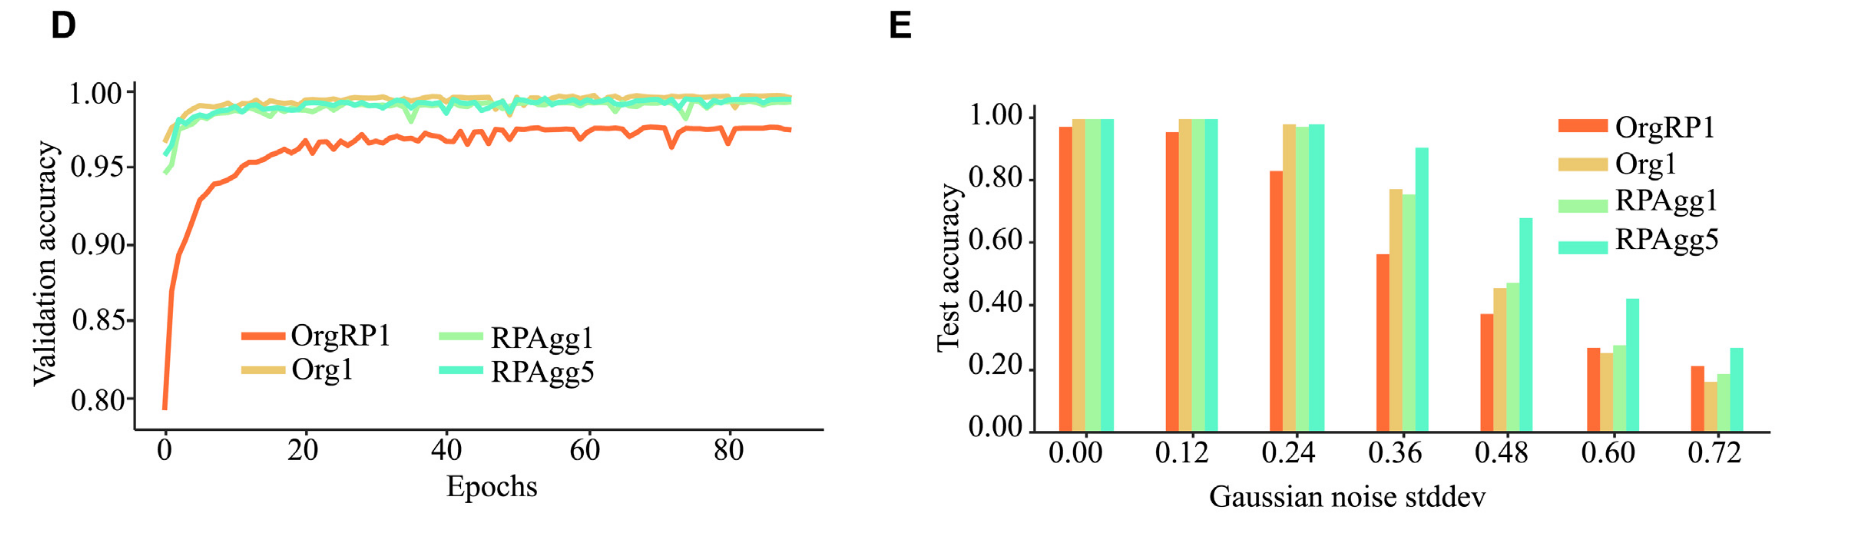 D
1.00
0.95
0.90
0.85
0.80
Validation accuracy
OrgRP1
Org1
RPAgg1
RPAgg5
0 20 40 60 80
Epochs
E
1.00
0.80
0.60
0.40
0.20
0.00
Test accuracy
OrgRP1
Org1
RPAgg1
RPAgg5
0.00 0.12 0.24 0.36 0.48 0.60 0.72
Gaussian noise stddev